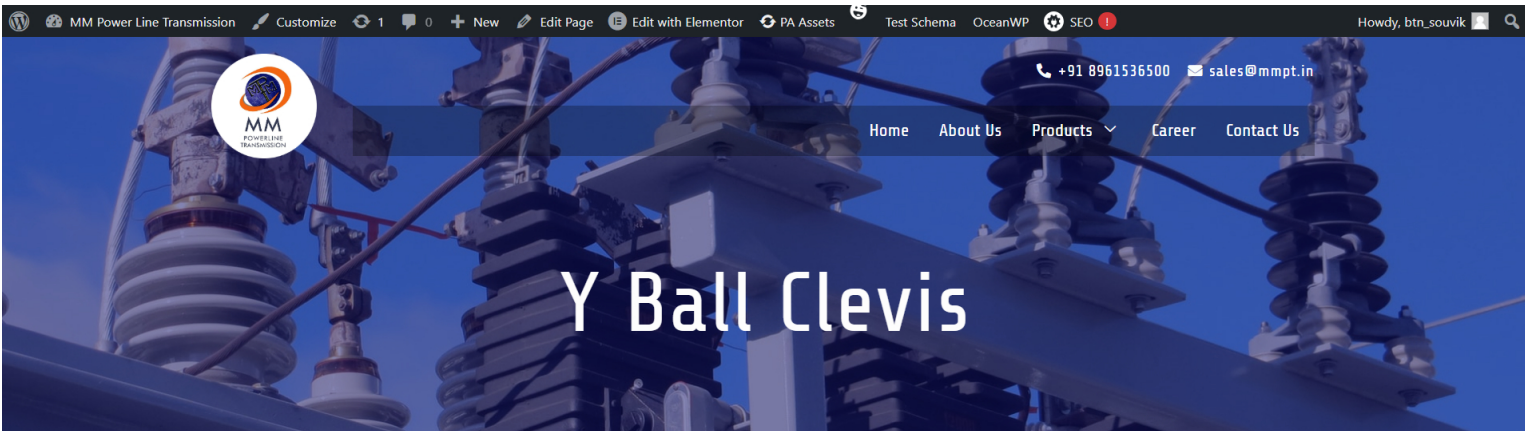 MM Power Line Transmission Customize 1 0 New Edit Page Edit with Elementor PA Assets Test Schema OceanWP SEO ! Howdy, btn_souvik
+91 8961536500 sales@mmpt.in
MM
POWERLINE
TRANSMISSION
Home About Us Products Career Contact Us
Y Ball Clevis